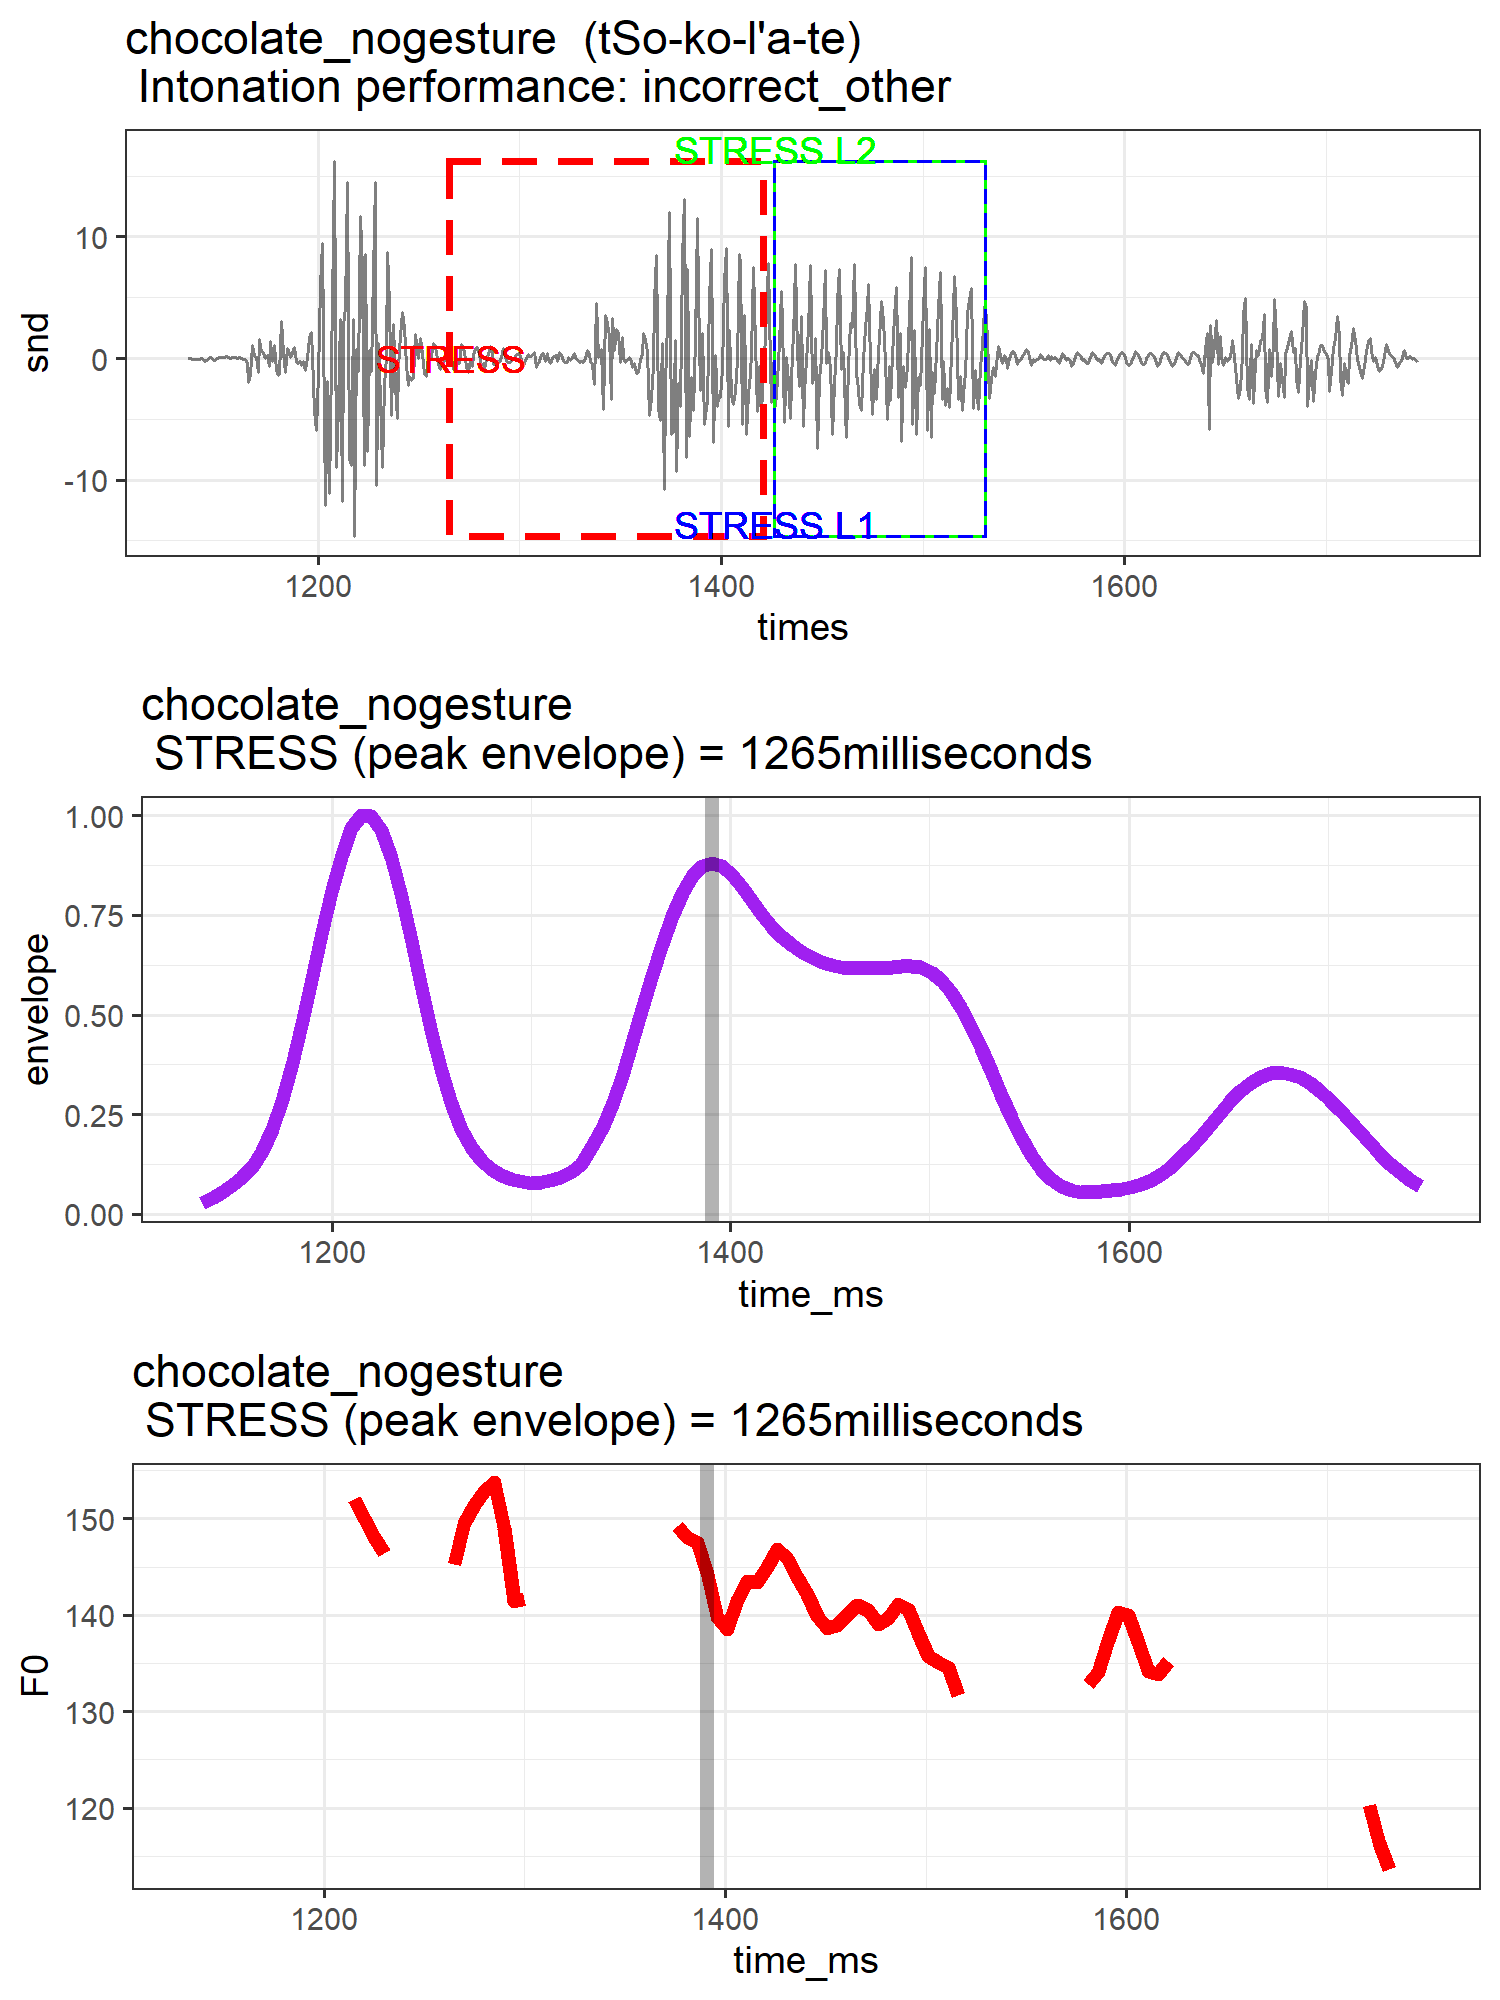 chocolate_nogesture  (tSo-ko-l'a-te)
Intonation performance: incorrect_other
STRESS L2
10
0
-10
snd
STRESS
STRESS L1
1200
1400
1600
times
chocolate_nogesture
STRESS (peak envelope) = 1265milliseconds
1.00
0.75
0.50
0.25
0.00
envelope
1200
1400
1600
time_ms
chocolate_nogesture
STRESS (peak envelope) = 1265milliseconds
150
140
130
120
F0
1200
1400
1600
time_ms